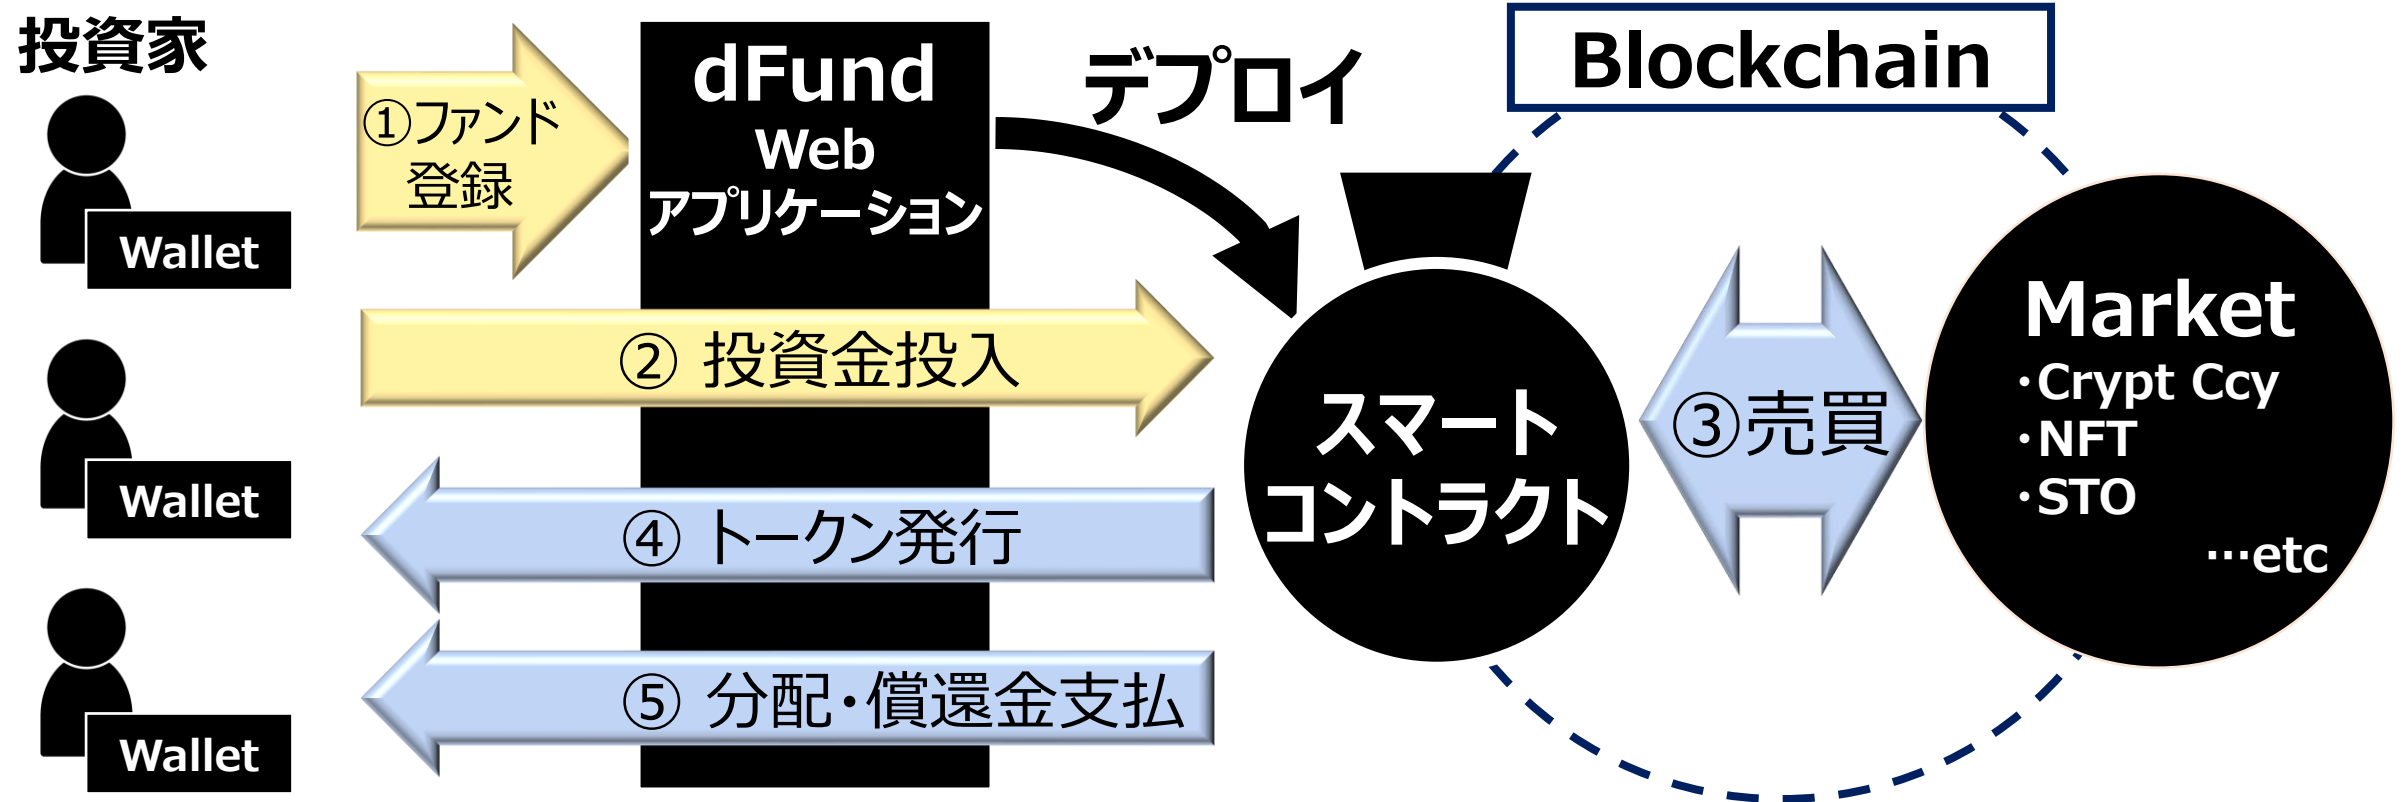 投資家
Wallet
Wallet
Wallet
①ファンド
登録
dFund
Web
アプリケーション
デプロイ
② 投資金投入
④ トークン発行
⑤ 分配・償還金支払
スマート
コントラクト
③売買
Blockchain
Market
・Crypt Ccy
・NFT
・STO
…etc